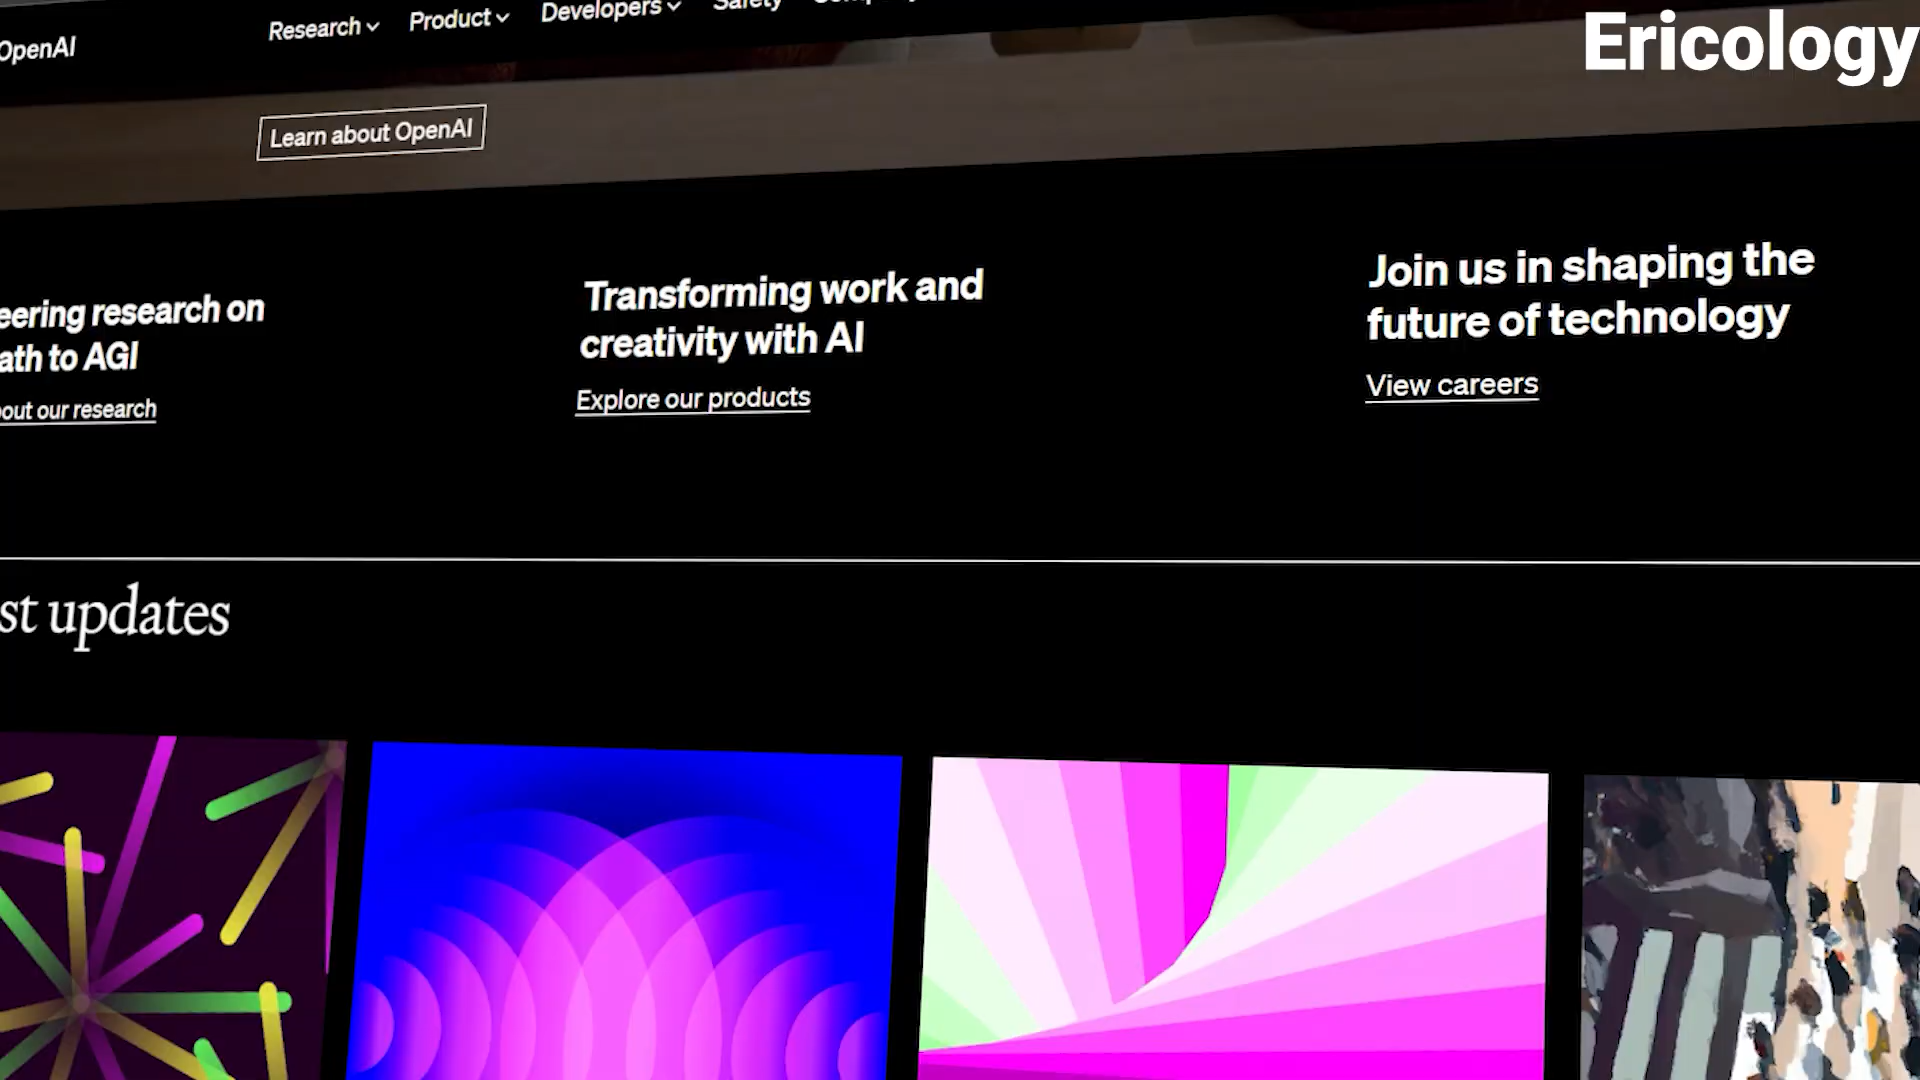 Ericology
OpenAI
Research
Product
Developers
Safety
Learn about OpenAI
eering research on
ath to AGI
out our research
Transforming work and
creativity with AI
Explore our products
Join us in shaping the
future of technology
View careers
st updates